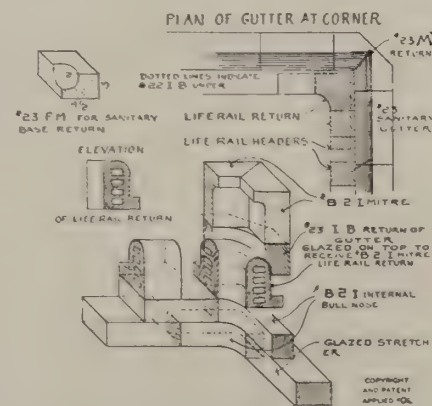 PLAN OF GUTTER AT CORNER
#23 M
RETURN
DOTTED LINES INDICATE
#22 I B UNDER
2
#23 FM FOR SANITARY
BASE RETURN
LIFE RAIL RETURN
#23
SANITARY
GUTTER
LIFE RAIL HEADERS
ELEVATION
OF LIFE RAIL RETURN
#B 2 I MITRE
#23 I B RETURN OF
GUTTER
GLAZED ON TOP TO
RECEIVE #B 2 I MITRE
LIFE RAIL RETURN
#B 2 I INTERNAL
BULL NOSE
GLAZED STRETCH
ER
COPYRIGHT
AND PATENT
APPLIED